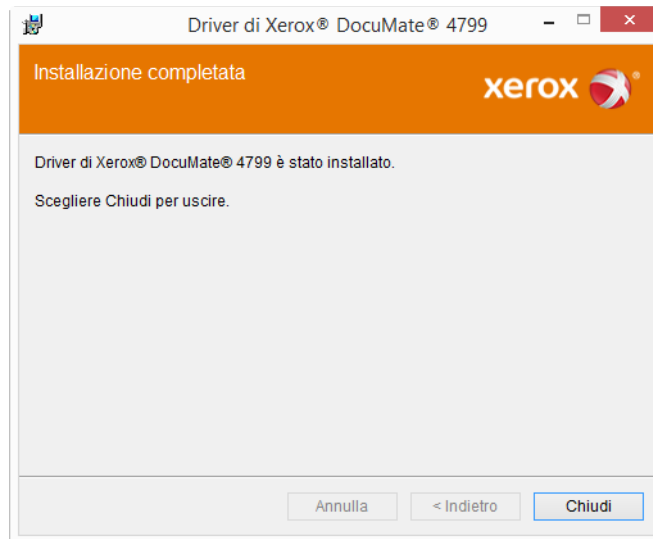 Driver di Xerox® DocuMate® 4799
Installazione completata
xerox
Driver di Xerox® DocuMate® 4799 è stato installato.
Scegliere Chiudi per uscire.
Annulla < Indietro Chiudi